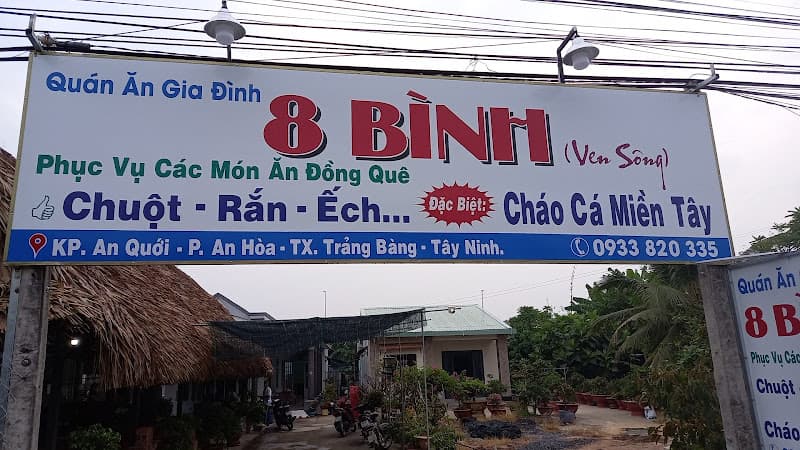 Quán Ăn Gia Đình
8 BÌNH (Ven Sông)
Phục Vụ Các Món Ăn Đồng Quê
Chuột - Rắn - Ếch... Đặc Biệt: Cháo Cá Miền Tây
KP. An Quới - P. An Hòa - TX. Trảng Bàng - Tây Ninh. 0933 820 335
Quán Ăn
8 B
Phục Vụ Cá
Chuột
Cháo